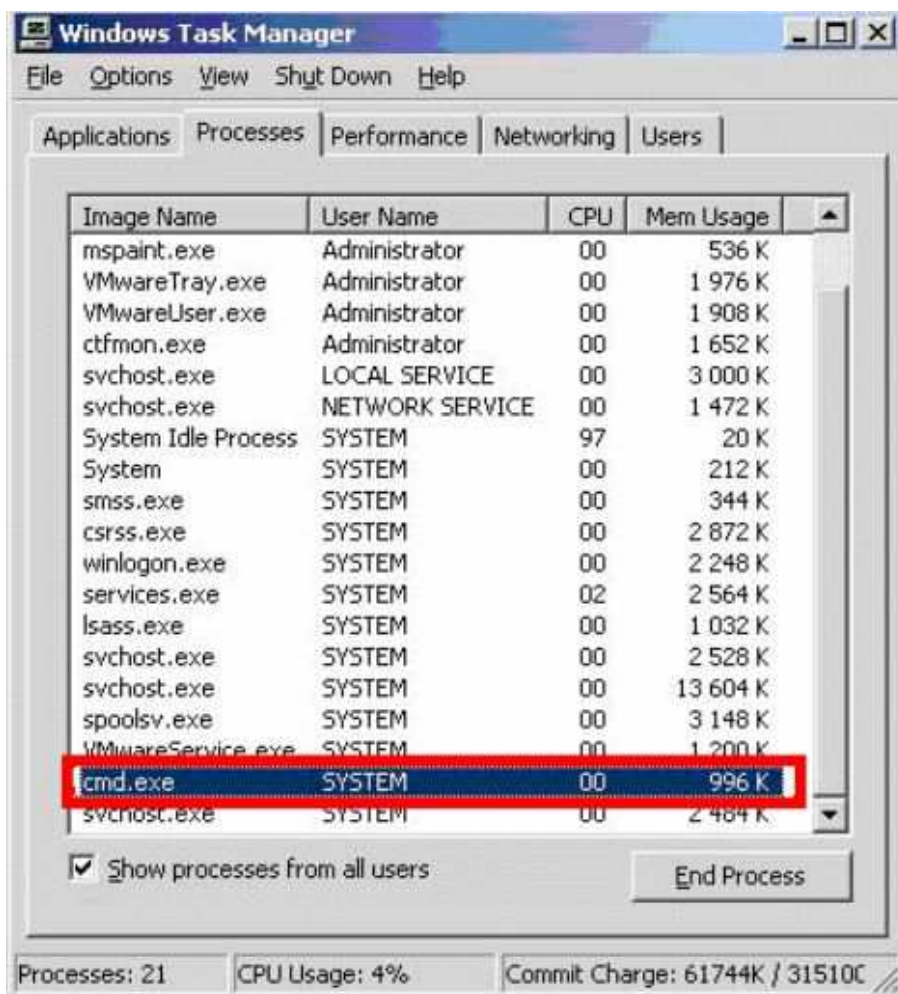 Windows Task Manager
File Options View Shut Down Help
Applications Processes Performance Networking Users
Image Name User Name CPU Mem Usage
mspaint.exe Administrator 00 536 K
VMwareTray.exe Administrator 00 1 976 K
VMwareUser.exe Administrator 00 1 908 K
ctfmon.exe Administrator 00 1 652 K
svchost.exe LOCAL SERVICE 00 3 000 K
svchost.exe NETWORK SERVICE 00 1 472 K
System Idle Process SYSTEM 97 20 K
System SYSTEM 00 212 K
smss.exe SYSTEM 00 344 K
csrss.exe SYSTEM 00 2 872 K
winlogon.exe SYSTEM 00 2 248 K
services.exe SYSTEM 02 2 564 K
lsass.exe SYSTEM 00 1 032 K
svchost.exe SYSTEM 00 2 528 K
svchost.exe SYSTEM 00 13 604 K
spoolsv.exe SYSTEM 00 3 148 K
VMwareService.exe SYSTEM 00 1 200 K
cmd.exe SYSTEM 00 996 K
svchost.exe SYSTEM 00 2 484 K
Show processes from all users End Process
Processes: 21 CPU Usage: 4% Commit Charge: 61744K / 31510